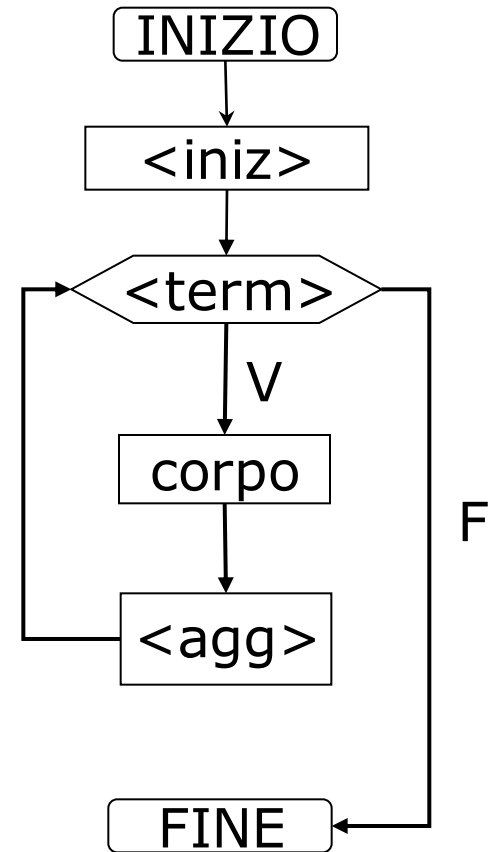 INIZIO
<iniz>
<term>
V
corpo
F
<agg>
FINE